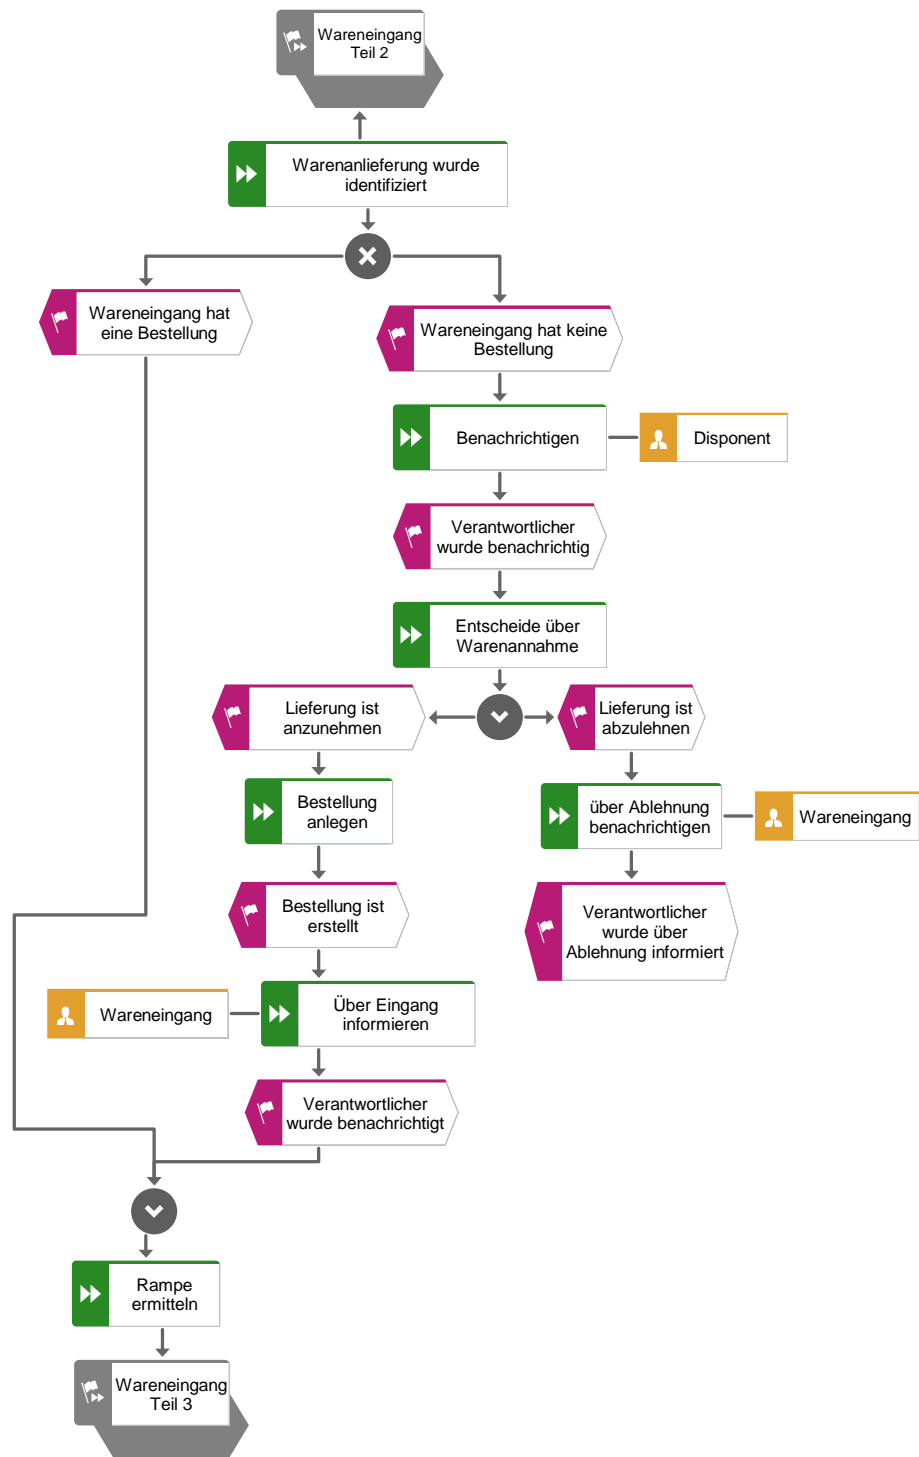 Wareneingang
Teil 2
Warenanlieferung wurde
identifiziert
Wareneingang hat
eine Bestellung
Wareneingang hat keine
Bestellung
Benachrichtigen
Disponent
Verantwortlicher
wurde benachrichtig
Entscheide über
Warenannahme
Lieferung ist
anzunehmen
Lieferung ist
abzulehnen
Bestellung
anlegen
über Ablehnung
benachrichtigen
Wareneingang
Bestellung ist
erstellt
Verantwortlicher
wurde über
Ablehnung informiert
Wareneingang
Über Eingang
informieren
Verantwortlicher
wurde benachrichtigt
Rampe
ermitteln
Wareneingang
Teil 3